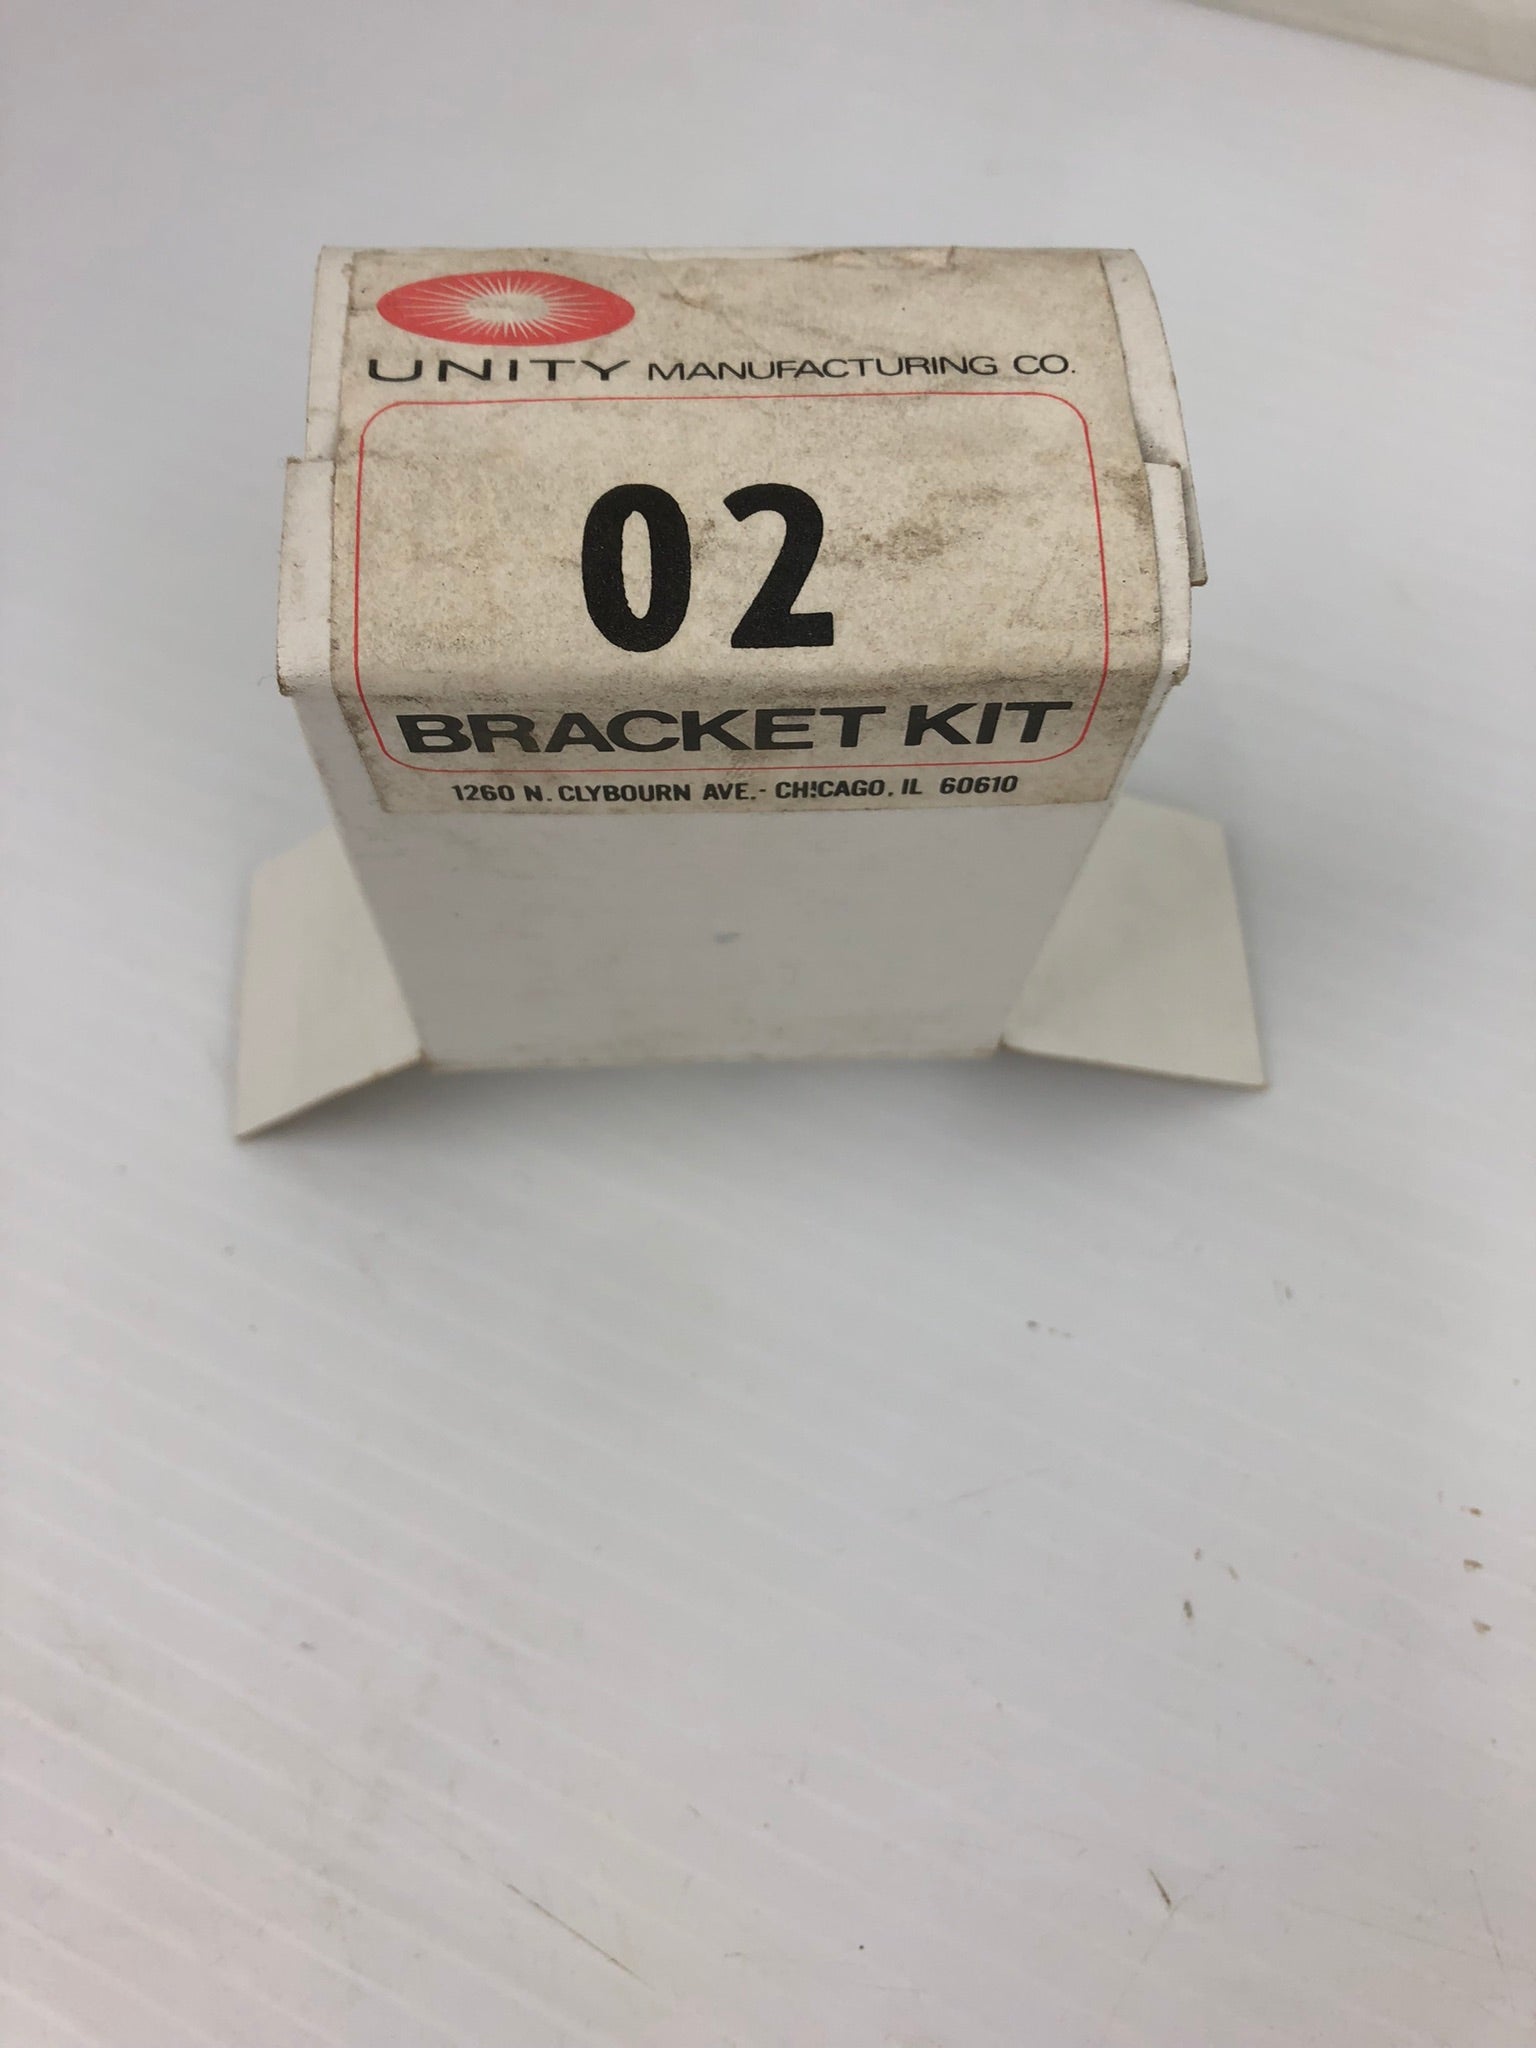 UNITY MANUFACTURING CO.
02
BRACKET KIT
1260 N. CLYBOURN AVE.- CHICAGO, IL 60610